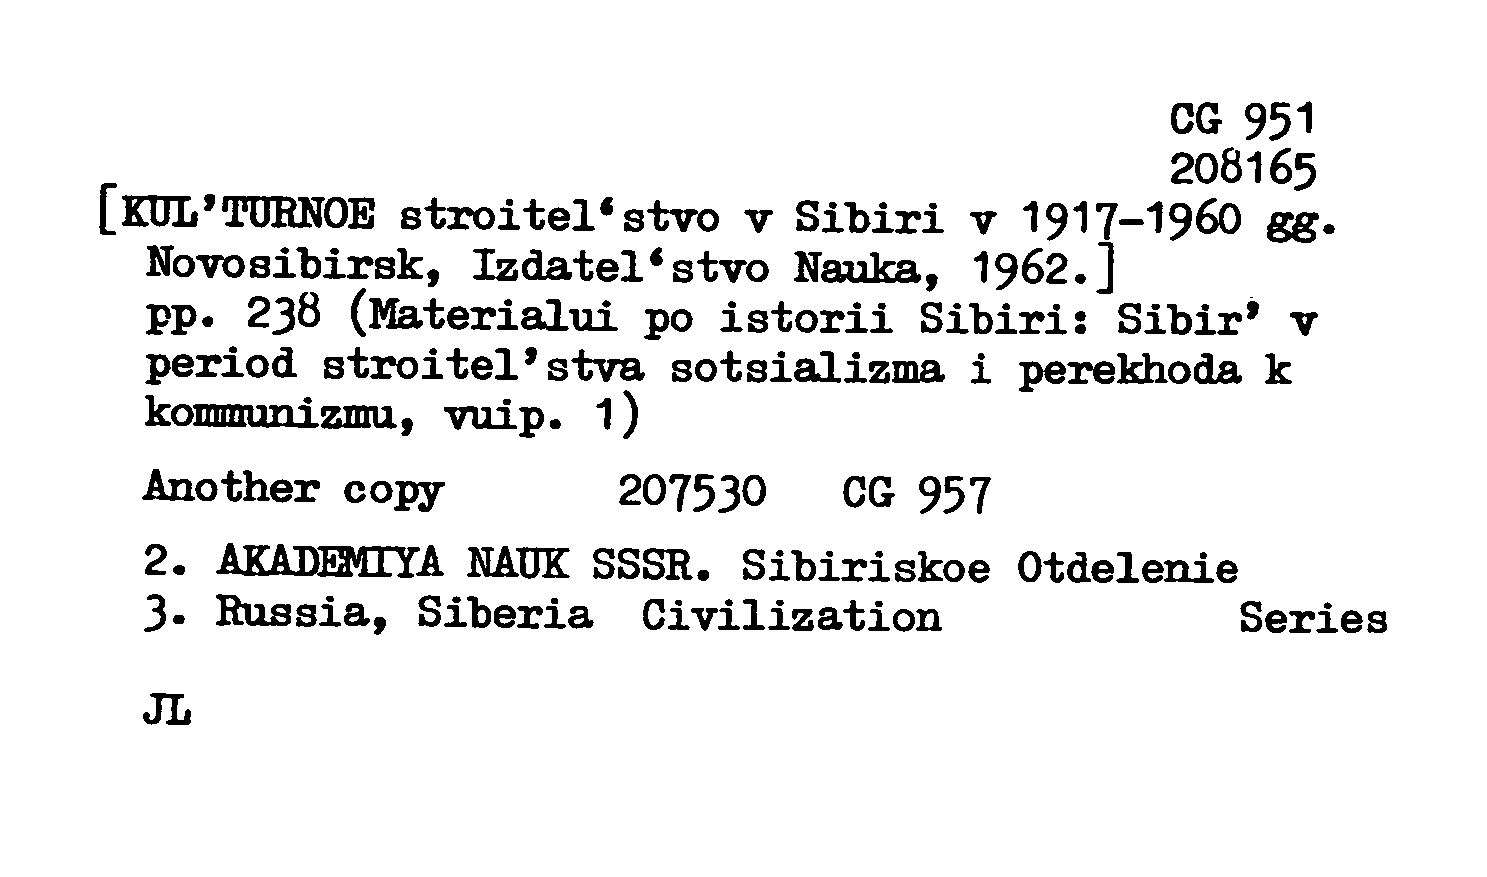 CG 951
208165
[KUL’TURNOE stroitel‘stvo v Sibiri v 1917-1960 gg.
Novosibirsk, Izdatel‘stvo Nauka, 1962.]
pp. 238 (Materialui po istorii Sibiri: Sibir’ v
period stroitel’stva sotsializma i perekhoda k
kommunizmu, vuip. 1)
Another copy 207530 CG 957
2. AKADEMIYA NAUK SSSR. Sibiriskoe Otdelenie
3. Russia, Siberia Civilization Series
JL